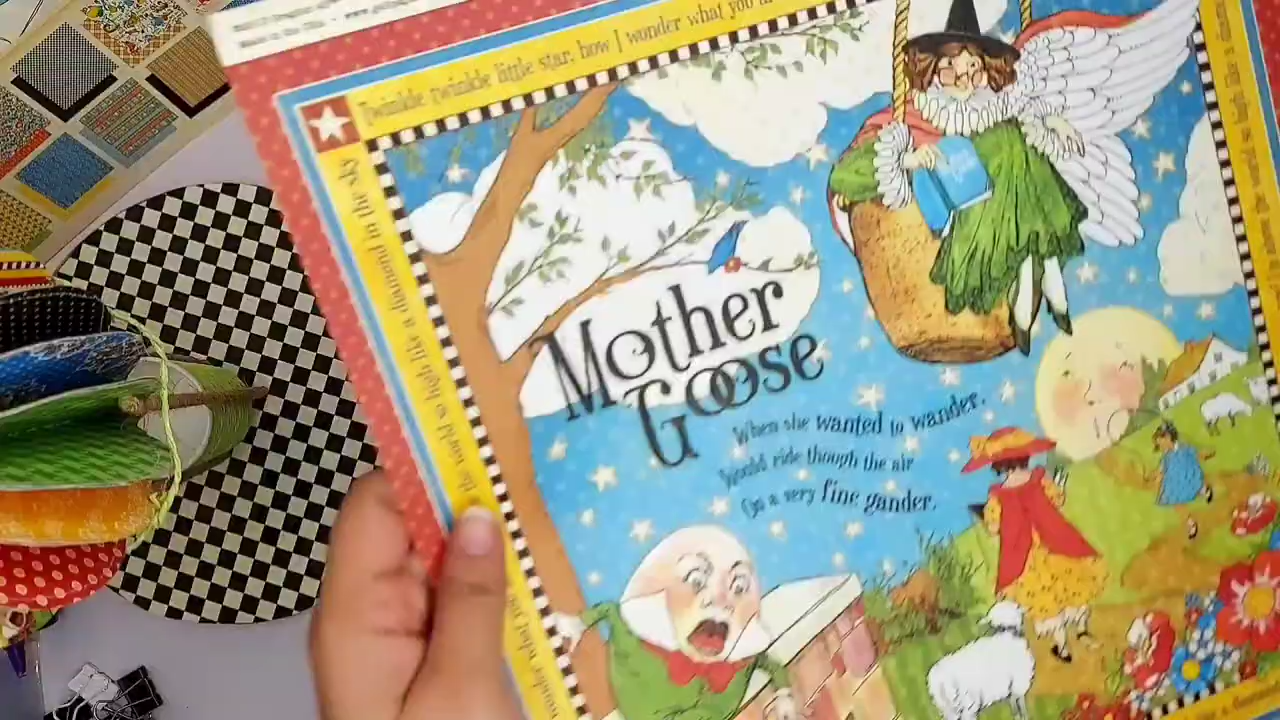 Twinkle, twinkle little star, how I wonder what you
like a diamond in the sky
the world so high
Mother
Goose
When she wanted to wander,
Would ride though the air
On a very fine gander.